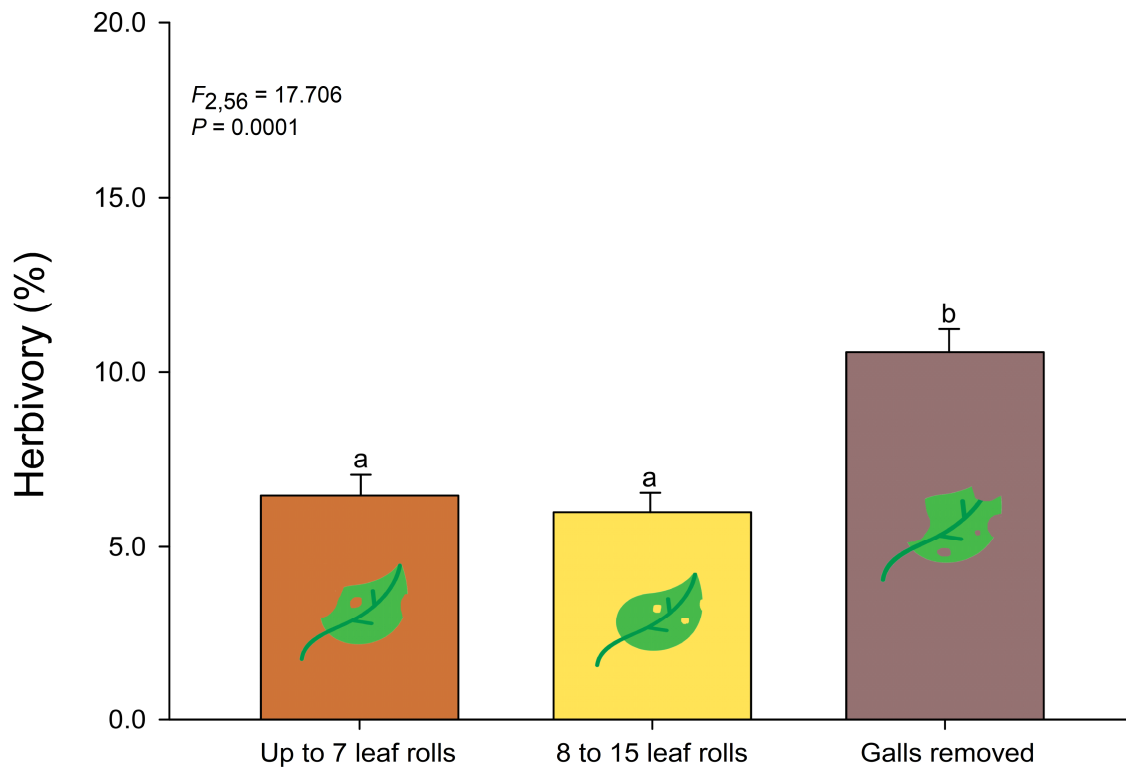 20.0
F2,56 = 17.706
P = 0.0001
15.0
Herbivory (%)
b
10.0
a
a
5.0
0.0
Up to 7 leaf rolls
8 to 15 leaf rolls
Galls removed